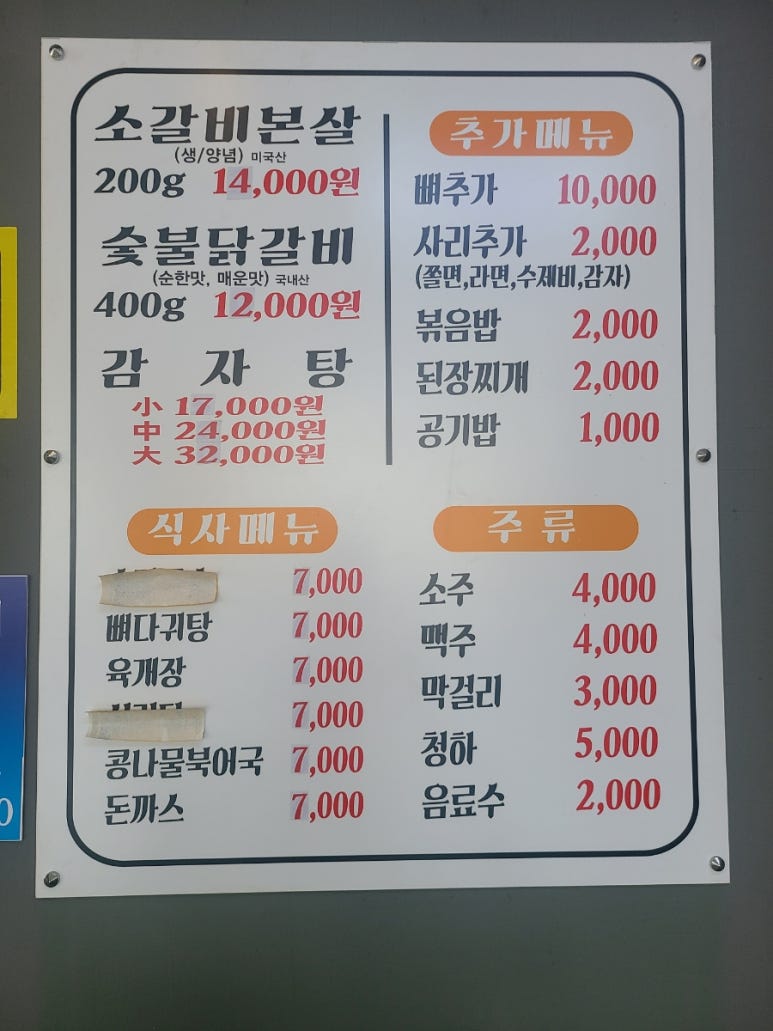 소갈비본살
(생/양념) 미국산
200g 14,000원
숯불닭갈비
(순한맛, 매운맛) 국내산
400g 12,000원
감 자 탕
小 17,000원
中 24,000원
大 32,000원
추가메뉴
뼈추가 10,000
사리추가 2,000
(쫄면,라면,수제비,감자)
볶음밥 2,000
된장찌개 2,000
공기밥 1,000
식사메뉴
7,000
뼈다귀탕 7,000
육개장 7,000
7,000
콩나물북어국 7,000
돈까스 7,000
주 류
소주 4,000
맥주 4,000
막걸리 3,000
청하 5,000
음료수 2,000
0